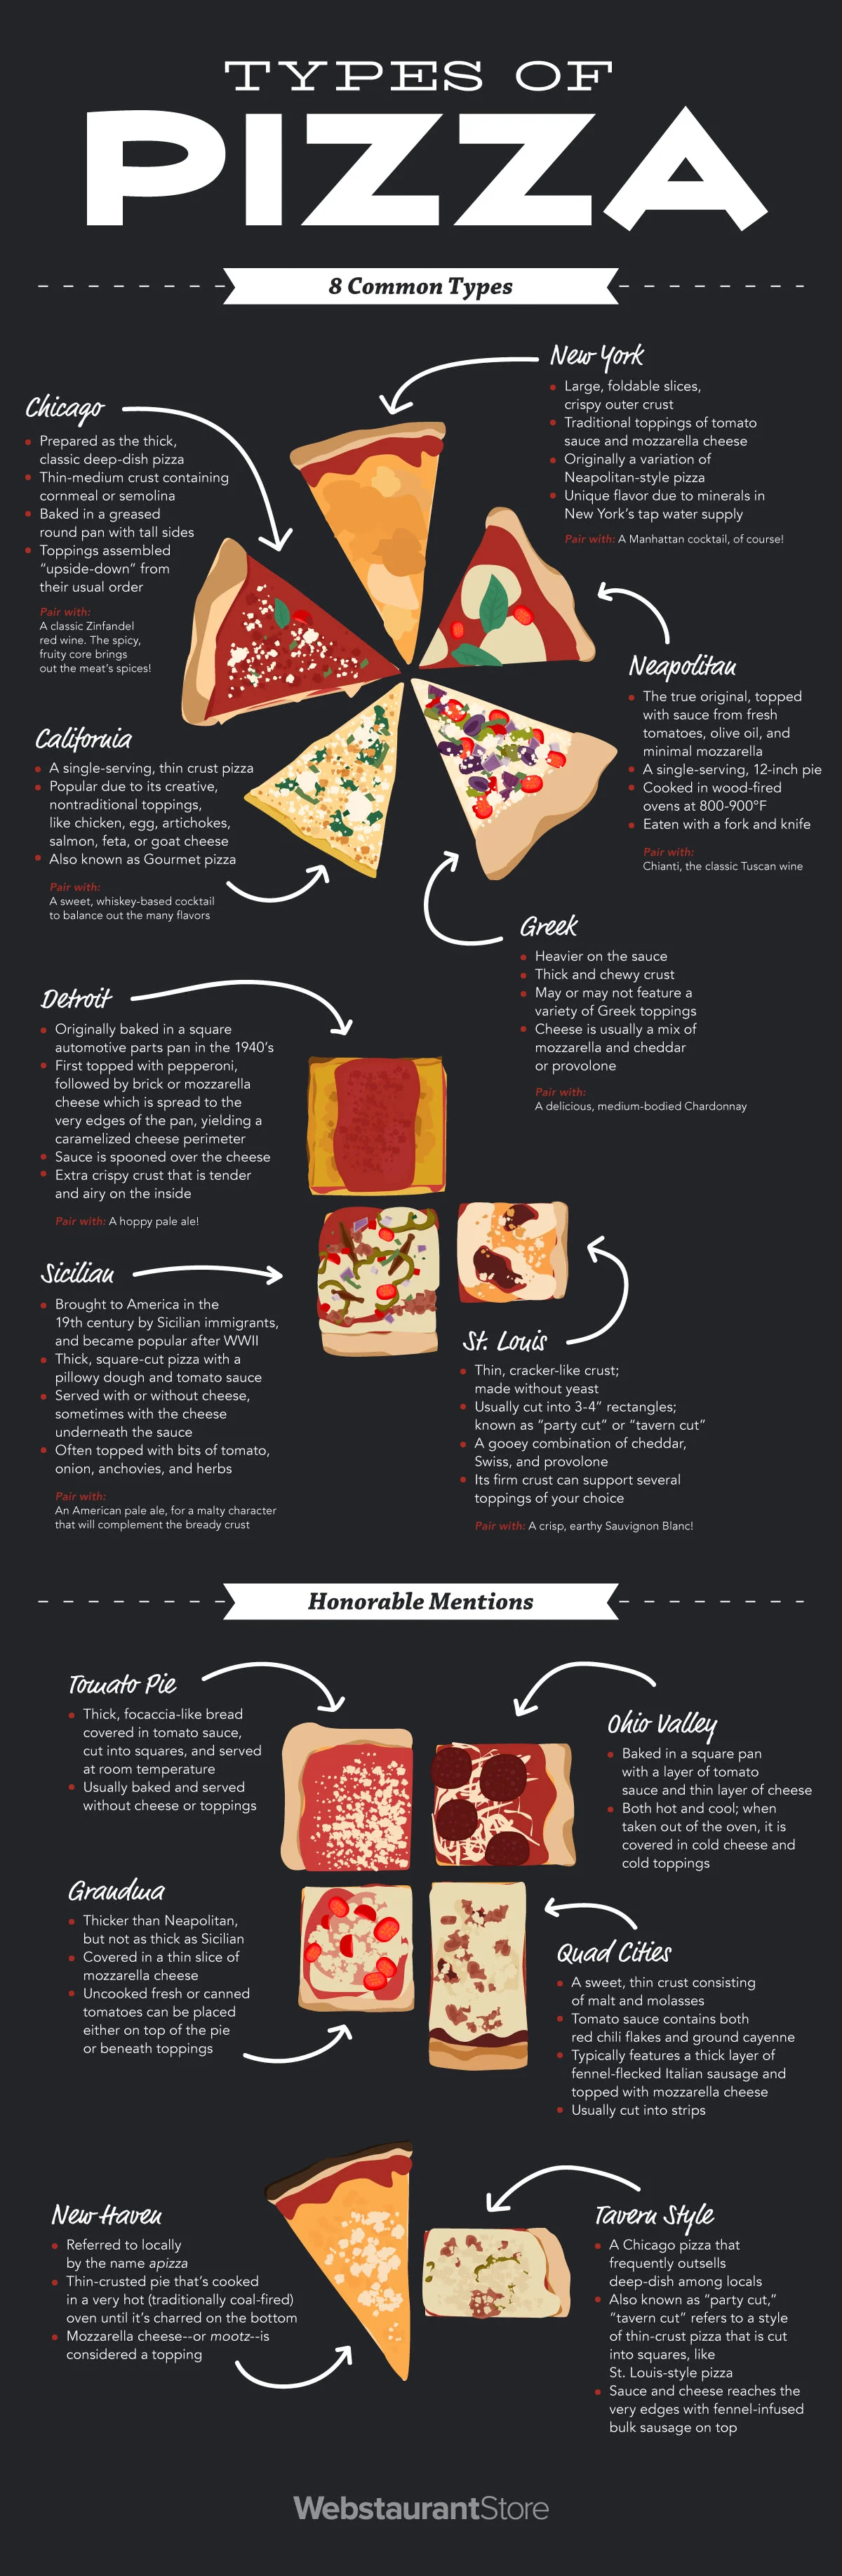 TYPES OF
PIZZA
8 Common Types
New York
• Large, foldable slices,
crispy outer crust
• Traditional toppings of tomato
sauce and mozzarella cheese
• Originally a variation of
Neapolitan-style pizza
• Unique flavor due to minerals in
New York's tap water supply
Pair with: A Manhattan cocktail, of course!
Chicago
• Prepared as the thick,
classic deep-dish pizza
• Thin-medium crust containing
cornmeal or semolina
• Baked in a greased
round pan with tall sides
• Toppings assembled
"upside-down" from
their usual order
Pair with:
A classic Zinfandel
red wine. The spicy,
fruity core brings
out the meat's spices!
Neapolitan
• The true original, topped
with sauce from fresh
tomatoes, olive oil, and
minimal mozzarella
• A single-serving, 12-inch pie
• Cooked in wood-fired
ovens at 800-900°F
• Eaten with a fork and knife
Pair with:
Chianti, the classic Tuscan wine
California
• A single-serving, thin crust pizza
• Popular due to its creative,
nontraditional toppings,
like chicken, egg, artichokes,
salmon, feta, or goat cheese
• Also known as Gourmet pizza
Pair with:
A sweet, whiskey-based cocktail
to balance out the many flavors
Greek
• Heavier on the sauce
• Thick and chewy crust
• May or may not feature a
variety of Greek toppings
• Cheese is usually a mix of
mozzarella and cheddar
or provolone
Pair with:
A delicious, medium-bodied Chardonnay
Detroit
• Originally baked in a square
automotive parts pan in the 1940's
• First topped with pepperoni,
followed by brick or mozzarella
cheese which is spread to the
very edges of the pan, yielding a
caramelized cheese perimeter
• Sauce is spooned over the cheese
• Extra crispy crust that is tender
and airy on the inside
Pair with: A hoppy pale ale!
Sicilian
• Brought to America in the
19th century by Sicilian immigrants,
and became popular after WWII
• Thick, square-cut pizza with a
pillowy dough and tomato sauce
• Served with or without cheese,
sometimes with the cheese
underneath the sauce
• Often topped with bits of tomato,
onion, anchovies, and herbs
Pair with:
An American pale ale, for a malty character
that will complement the bready crust
St. Louis
• Thin, cracker-like crust;
made without yeast
• Usually cut into 3-4" rectangles;
known as "party cut" or "tavern cut"
• A gooey combination of cheddar,
Swiss, and provolone
• Its firm crust can support several
toppings of your choice
Pair with: A crisp, earthy Sauvignon Blanc!
Honorable Mentions
Tomato Pie
• Thick, focaccia-like bread
covered in tomato sauce,
cut into squares, and served
at room temperature
• Usually baked and served
without cheese or toppings
Ohio Valley
• Baked in a square pan
with a layer of tomato
sauce and thin layer of cheese
• Both hot and cool; when
taken out of the oven, it is
covered in cold cheese and
cold toppings
Grandma
• Thicker than Neapolitan,
but not as thick as Sicilian
• Covered in a thin slice of
mozzarella cheese
• Uncooked fresh or canned
tomatoes can be placed
either on top of the pie
or beneath toppings
Quad Cities
• A sweet, thin crust consisting
of malt and molasses
• Tomato sauce contains both
red chili flakes and ground cayenne
• Typically features a thick layer of
fennel-flecked Italian sausage and
topped with mozzarella cheese
• Usually cut into strips
New Haven
• Referred to locally
by the name apizza
• Thin-crusted pie that's cooked
in a very hot (traditionally coal-fired)
oven until it's charred on the bottom
• Mozzarella cheese--or mootz--is
considered a topping
Tavern Style
• A Chicago pizza that
frequently outsells
deep-dish among locals
• Also known as "party cut,"
"tavern cut" refers to a style
of thin-crust pizza that is cut
into squares, like
St. Louis-style pizza
• Sauce and cheese reaches the
very edges with fennel-infused
bulk sausage on top
WebstaurantStore